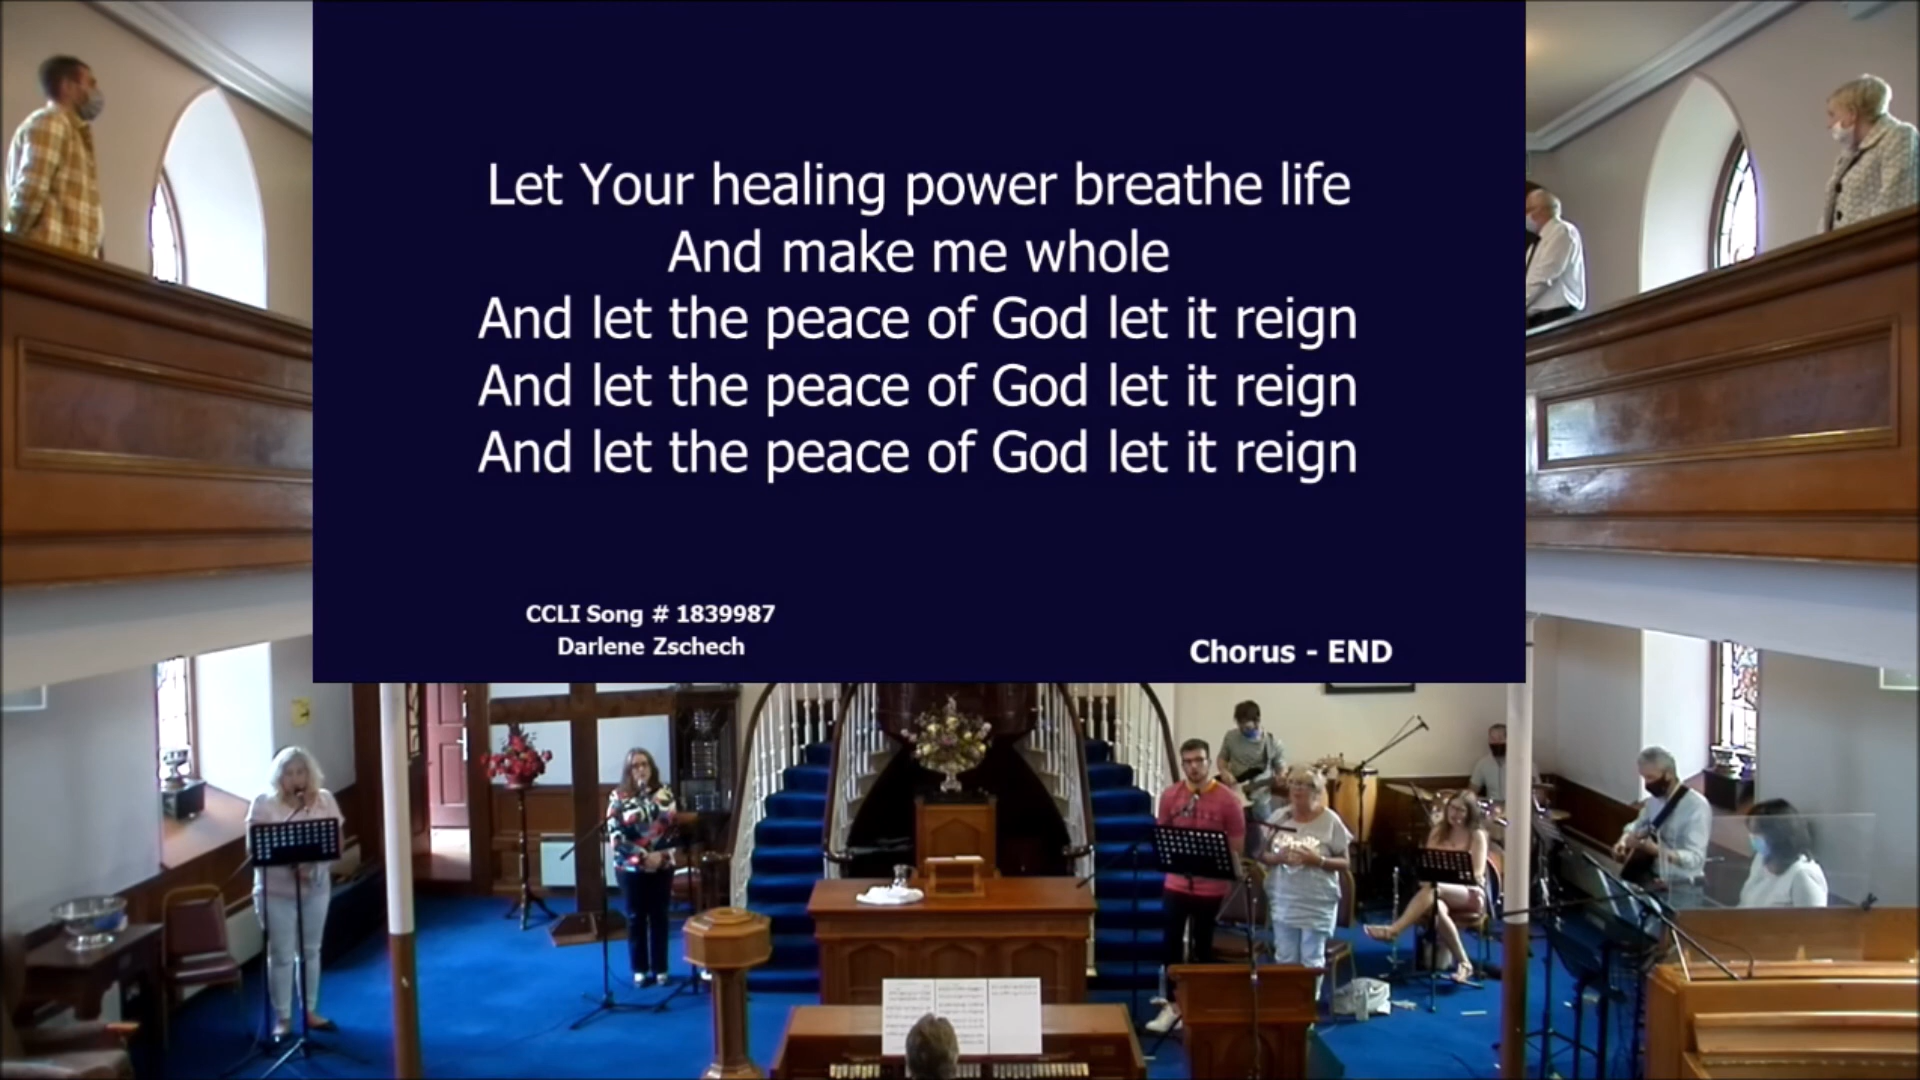 Let Your healing power breathe life
And make me whole
And let the peace of God let it reign
And let the peace of God let it reign
And let the peace of God let it reign
CCLI Song # 1839987
Darlene Zschech
Chorus - END